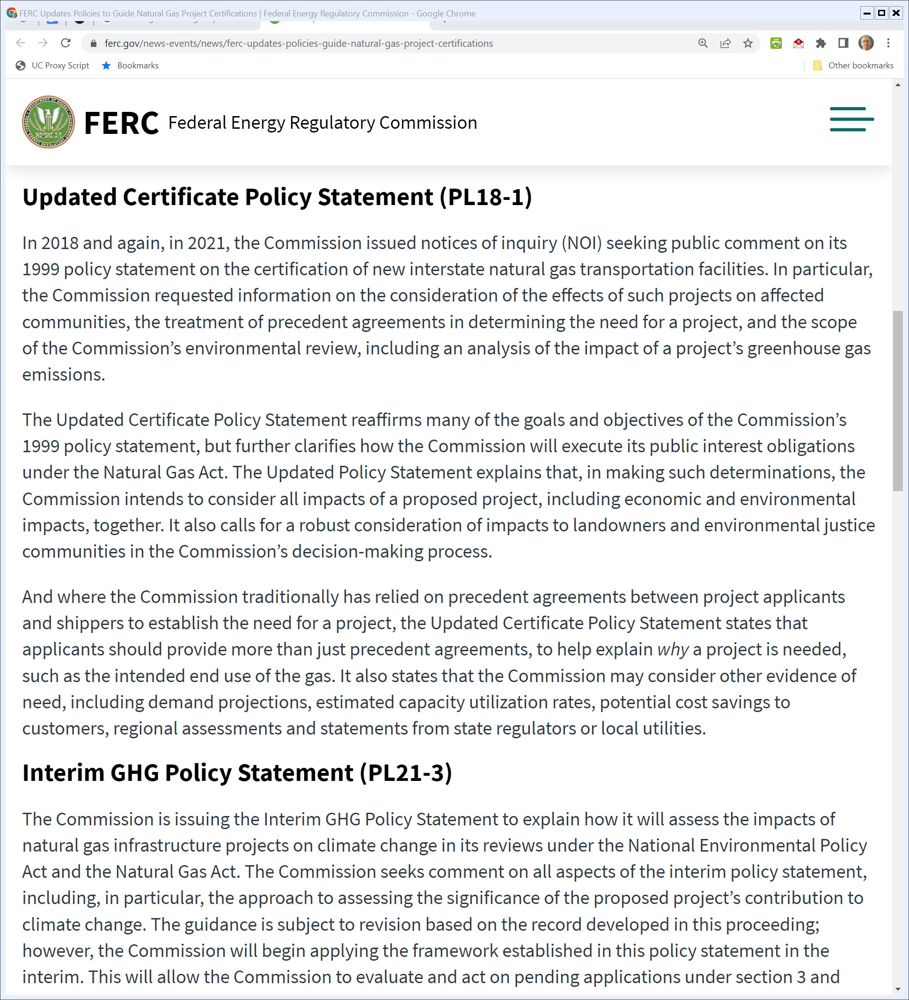 FERC Updates Policies to Guide Natural Gas Project Certifications | Federal Energy Regulatory Commission - Google Chrome
ferc.gov/news-events/news/ferc-updates-policies-guide-natural-gas-project-certifications
UC Proxy Script Bookmarks Other bookmarks
FERC Federal Energy Regulatory Commission
Updated Certificate Policy Statement (PL18-1)
In 2018 and again, in 2021, the Commission issued notices of inquiry (NOI) seeking public comment on its
1999 policy statement on the certification of new interstate natural gas transportation facilities. In particular,
the Commission requested information on the consideration of the effects of such projects on affected
communities, the treatment of precedent agreements in determining the need for a project, and the scope
of the Commission’s environmental review, including an analysis of the impact of a project’s greenhouse gas
emissions.
The Updated Certificate Policy Statement reaffirms many of the goals and objectives of the Commission’s
1999 policy statement, but further clarifies how the Commission will execute its public interest obligations
under the Natural Gas Act. The Updated Policy Statement explains that, in making such determinations, the
Commission intends to consider all impacts of a proposed project, including economic and environmental
impacts, together. It also calls for a robust consideration of impacts to landowners and environmental justice
communities in the Commission’s decision-making process.
And where the Commission traditionally has relied on precedent agreements between project applicants
and shippers to establish the need for a project, the Updated Certificate Policy Statement states that
applicants should provide more than just precedent agreements, to help explain why a project is needed,
such as the intended end use of the gas. It also states that the Commission may consider other evidence of
need, including demand projections, estimated capacity utilization rates, potential cost savings to
customers, regional assessments and statements from state regulators or local utilities.
Interim GHG Policy Statement (PL21-3)
The Commission is issuing the Interim GHG Policy Statement to explain how it will assess the impacts of
natural gas infrastructure projects on climate change in its reviews under the National Environmental Policy
Act and the Natural Gas Act. The Commission seeks comment on all aspects of the interim policy statement,
including, in particular, the approach to assessing the significance of the proposed project’s contribution to
climate change. The guidance is subject to revision based on the record developed in this proceeding;
however, the Commission will begin applying the framework established in this policy statement in the
interim. This will allow the Commission to evaluate and act on pending applications under section 3 and